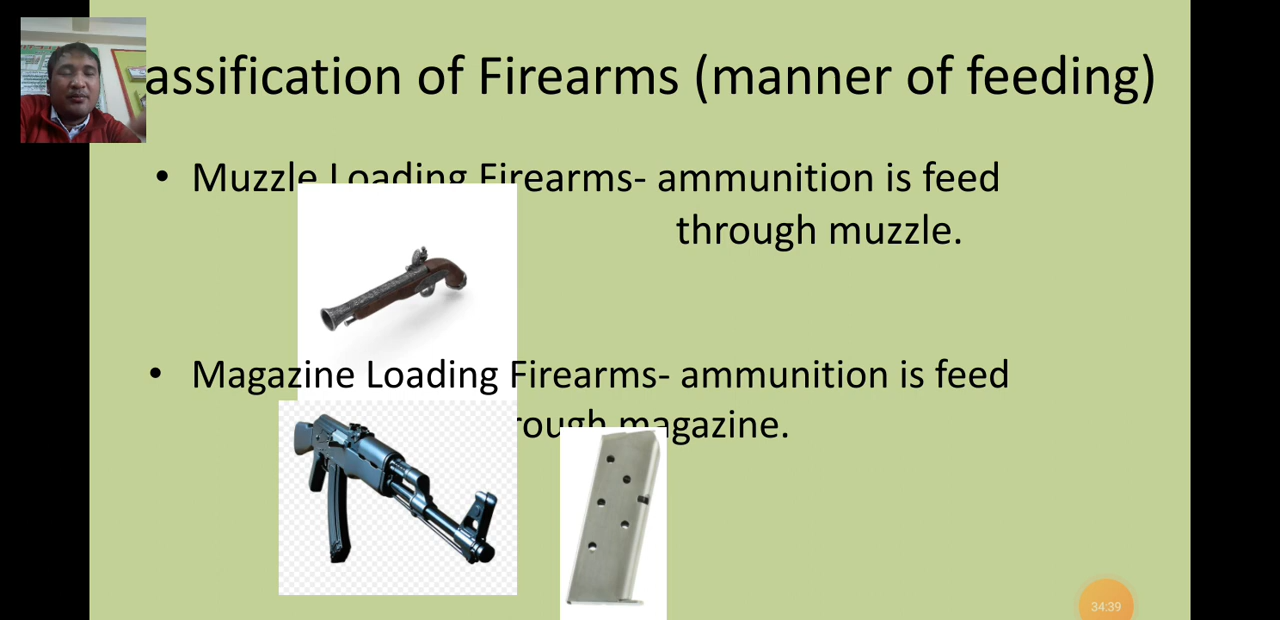 assification of Firearms (manner of feeding)
• Muzzle Loading Firearms- ammunition is feed
through muzzle.
• Magazine Loading Firearms- ammunition is feed
rough magazine.
34:39